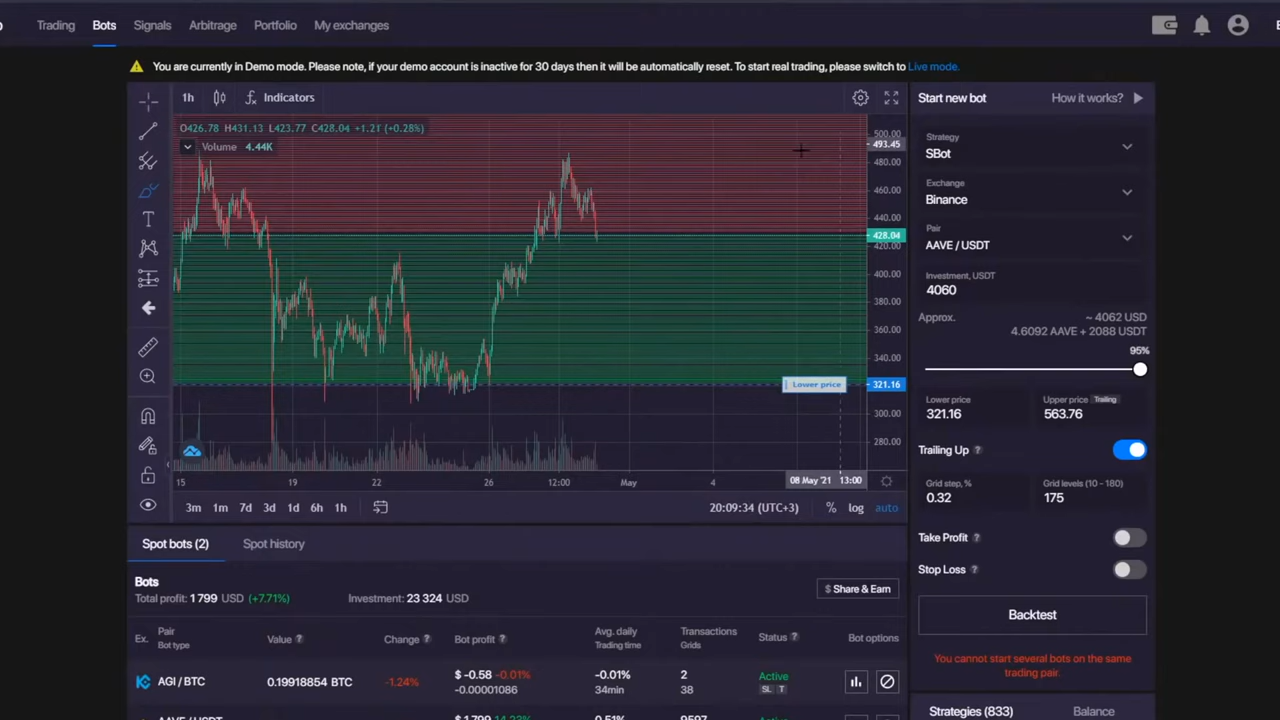 Trading Bots Signals Arbitrage Portfolio My exchanges
You are currently in Demo mode. Please note, if your demo account is inactive for 30 days then it will be automatically reset. To start real trading, please switch to Live mode.
1h Indicators
O426.78 H431.13 L423.77 C428.04 +1.21 (+0.28%)
Volume 4.44K
500.00
493.45
480.00
460.00
440.00
428.04
420.00
400.00
380.00
360.00
340.00
Lower price 321.16
300.00
280.00
15 19 22 26 12:00 May 4 08 May '21 13:00
3m 1m 7d 3d 1d 6h 1h 20:09:34 (UTC+3) % log auto
Start new bot How it works?
Strategy
SBot
Exchange
Binance
Pair
AAVE / USDT
Investment, USDT
4060
Approx. ~ 4062 USD
4.6092 AAVE + 2088 USDT
95%
Lower price Upper price Trailing
321.16 563.76
Trailing Up
Grid step, % Grid levels (10 - 180)
0.32 175
Take Profit
Stop Loss
Backtest
You cannot start several bots on the same
trading pair.
Strategies (833) Balance
Spot bots (2) Spot history
Bots
Total profit: 1 799 USD (+7.71%) Investment: 23 324 USD
$ Share & Earn
Ex. Pair Value Change Bot profit Avg. daily Transactions Status Bot options
Bot type Trading time Grids
AGI / BTC 0.19918854 BTC -1.24% $ -0.58 -0.01% -0.01% 2 Active
-0.00001086 34min 38 SL T